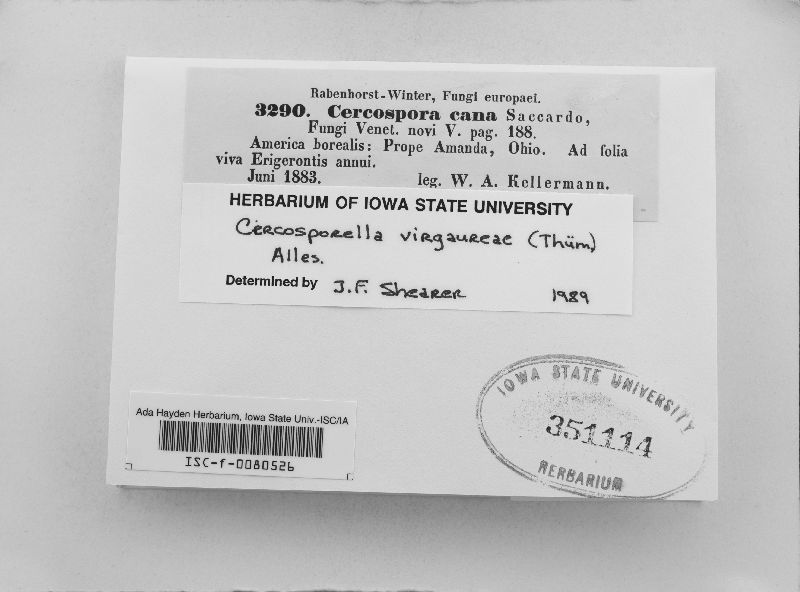 Rabenhorst-Winter, Fungi europaei.
3290. Cercospora cana Saccardo,
Fungi Venet. novi V. pag. 188.
America borealis: Prope Amanda, Ohio. Ad folia
viva Erigerontis annui.
Juni 1883. leg. W. A. Kellermann.
HERBARIUM OF IOWA STATE UNIVERSITY
Cercosporella virgaureae (Thüm)
Alles.
Determined by J.F. Shearer 1989
Ada Hayden Herbarium, Iowa State Univ.-ISC/IA
ISC-f-0080526
IOWA STATE UNIVERSITY
351114
HERBARIUM